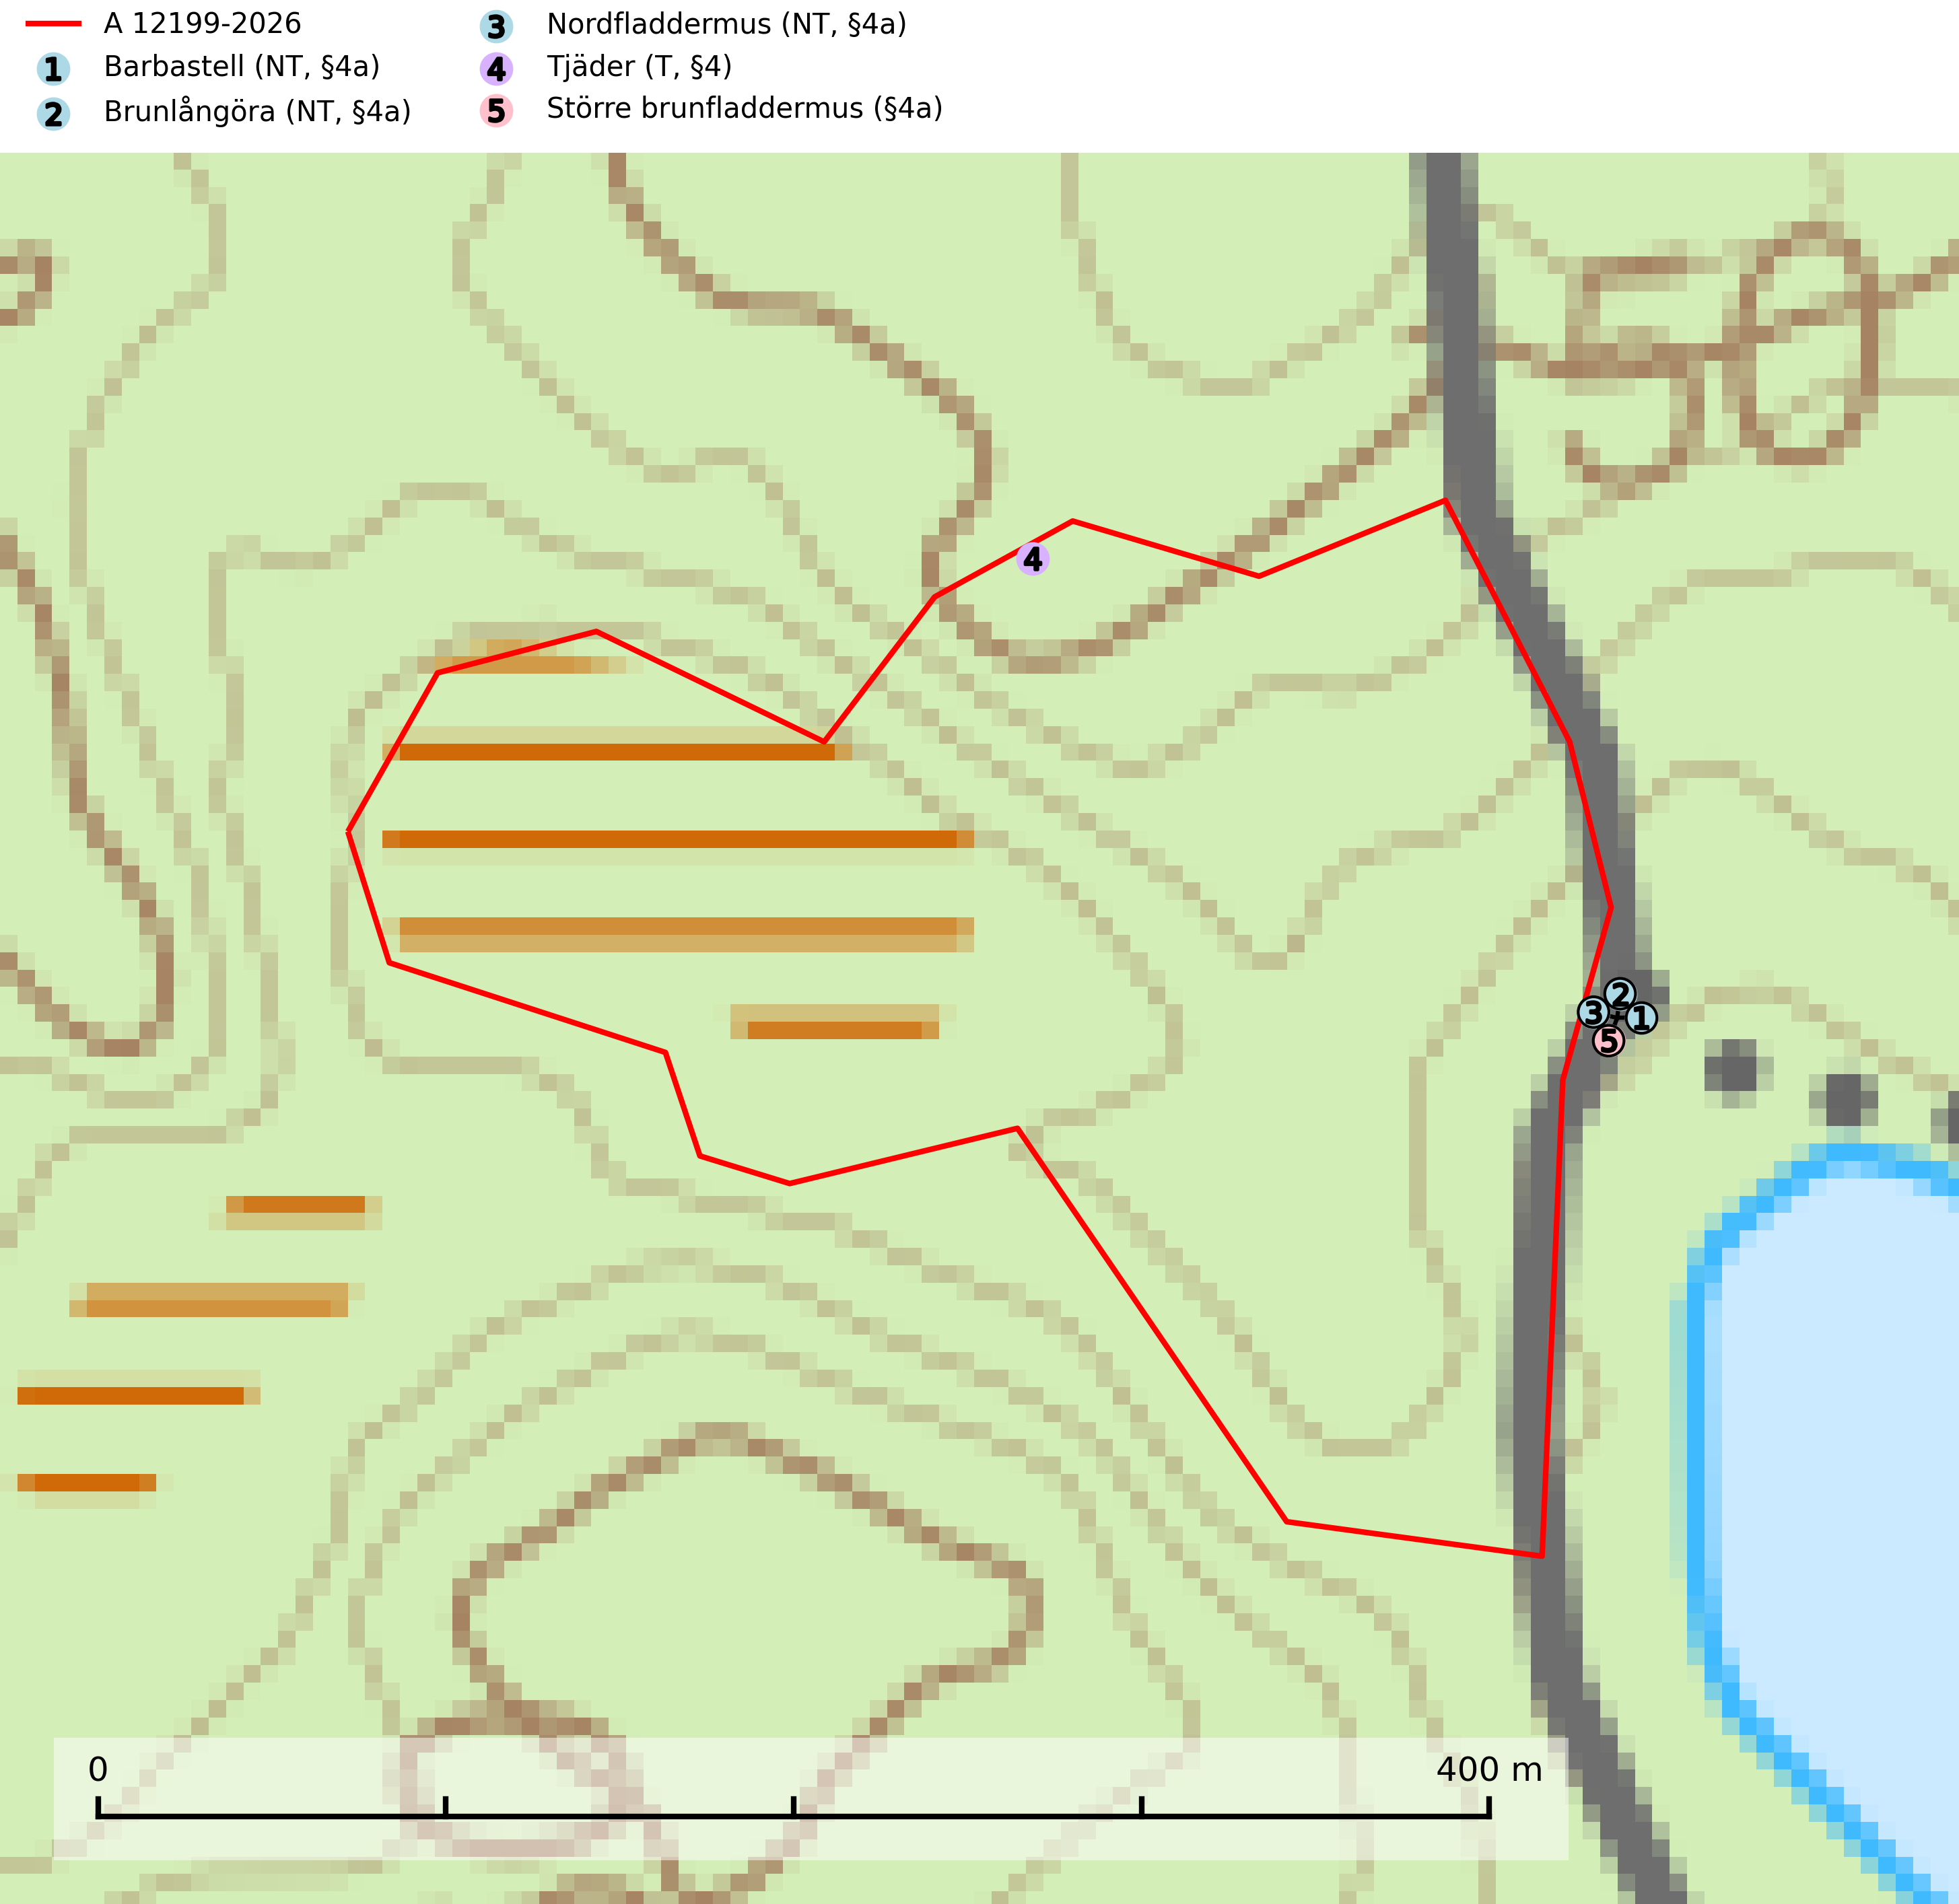 A 12199-2026
1 Barbastell (NT, §4a)
2 Brunlångöra (NT, §4a)
3 Nordfladdermus (NT, §4a)
4 Tjäder (T, §4)
5 Större brunfladdermus (§4a)
4
2
3 1
5
0 400 m